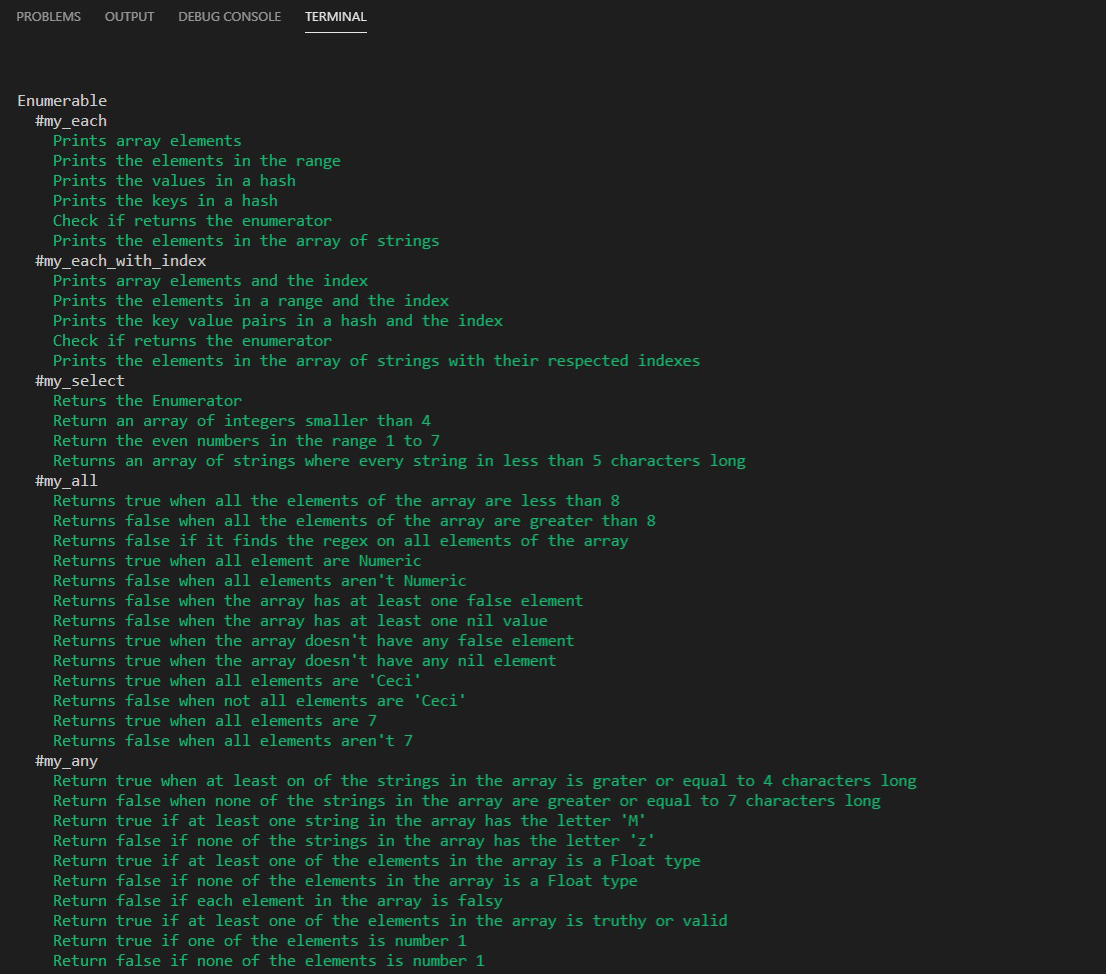 PROBLEMS OUTPUT DEBUG CONSOLE TERMINAL
Enumerable
#my_each
Prints array elements
Prints the elements in the range
Prints the values in a hash
Prints the keys in a hash
Check if returns the enumerator
Prints the elements in the array of strings
#my_each_with_index
Prints array elements and the index
Prints the elements in a range and the index
Prints the key value pairs in a hash and the index
Check if returns the enumerator
Prints the elements in the array of strings with their respected indexes
#my_select
Returs the Enumerator
Return an array of integers smaller than 4
Return the even numbers in the range 1 to 7
Returns an array of strings where every string in less than 5 characters long
#my_all
Returns true when all the elements of the array are less than 8
Returns false when all the elements of the array are greater than 8
Returns false if it finds the regex on all elements of the array
Returns true when all element are Numeric
Returns false when all elements aren't Numeric
Returns false when the array has at least one false element
Returns false when the array has at least one nil value
Returns true when the array doesn't have any false element
Returns true when the array doesn't have any nil element
Returns true when all elements are 'Ceci'
Returns false when not all elements are 'Ceci'
Returns true when all elements are 7
Returns false when all elements aren't 7
#my_any
Return true when at least on of the strings in the array is grater or equal to 4 characters long
Return false when none of the strings in the array are greater or equal to 7 characters long
Return true if at least one string in the array has the letter 'M'
Return false if none of the strings in the array has the letter 'z'
Return true if at least one of the elements in the array is a Float type
Return false if none of the elements in the array is a Float type
Return false if each element in the array is falsy
Return true if at least one of the elements in the array is truthy or valid
Return true if one of the elements is number 1
Return false if none of the elements is number 1